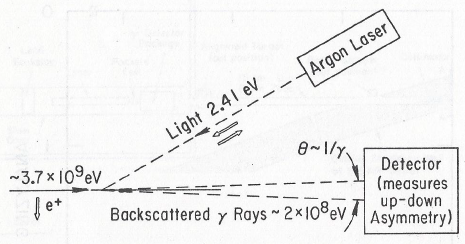 Argon Laser
Light 2.41 eV
θ~1/γ
~3.7×10⁹eV
e+
Backscattered γ Rays ~2×10⁸eV
Detector
(measures
up-down
Asymmetry)